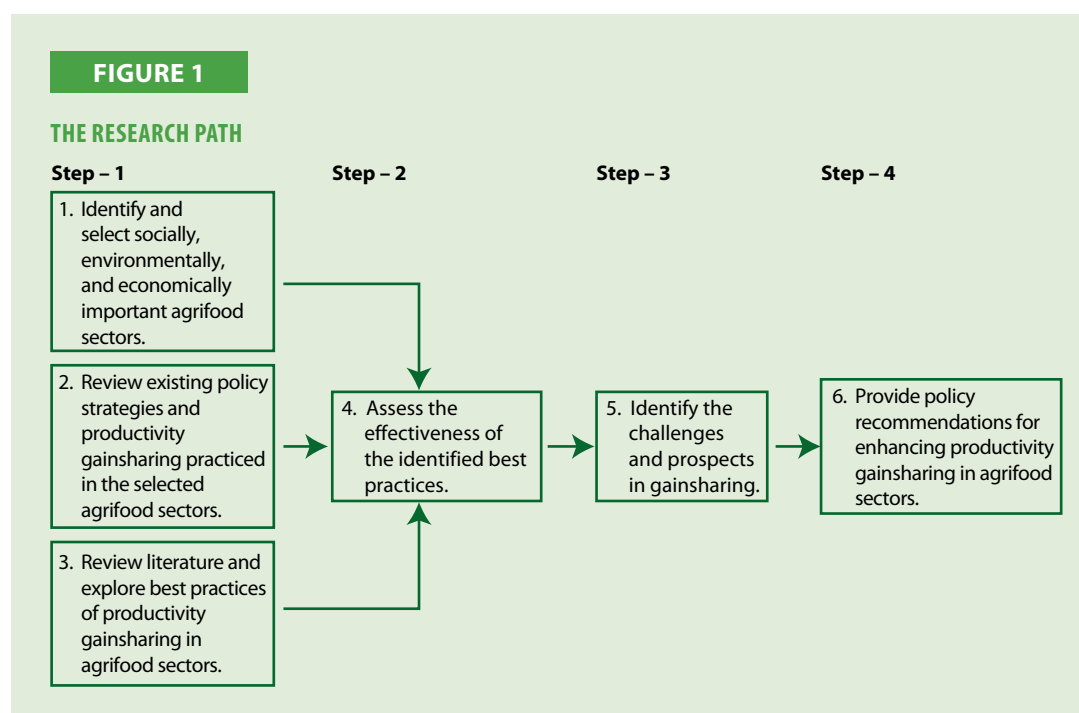 FIGURE 1
THE RESEARCH PATH
Step – 1
Step – 2
Step – 3
Step – 4
1. Identify and
select socially,
environmentally,
and economically
important agrifood
sectors.
2. Review existing policy
strategies and
productivity
gainsharing practiced
in the selected
agrifood sectors.
3. Review literature and
explore best practices
of productivity
gainsharing in
agrifood sectors.
4. Assess the
effectiveness of
the identified best
practices.
5. Identify the
challenges
and prospects
in gainsharing.
6. Provide policy
recommendations for
enhancing productivity
gainsharing in agrifood
sectors.